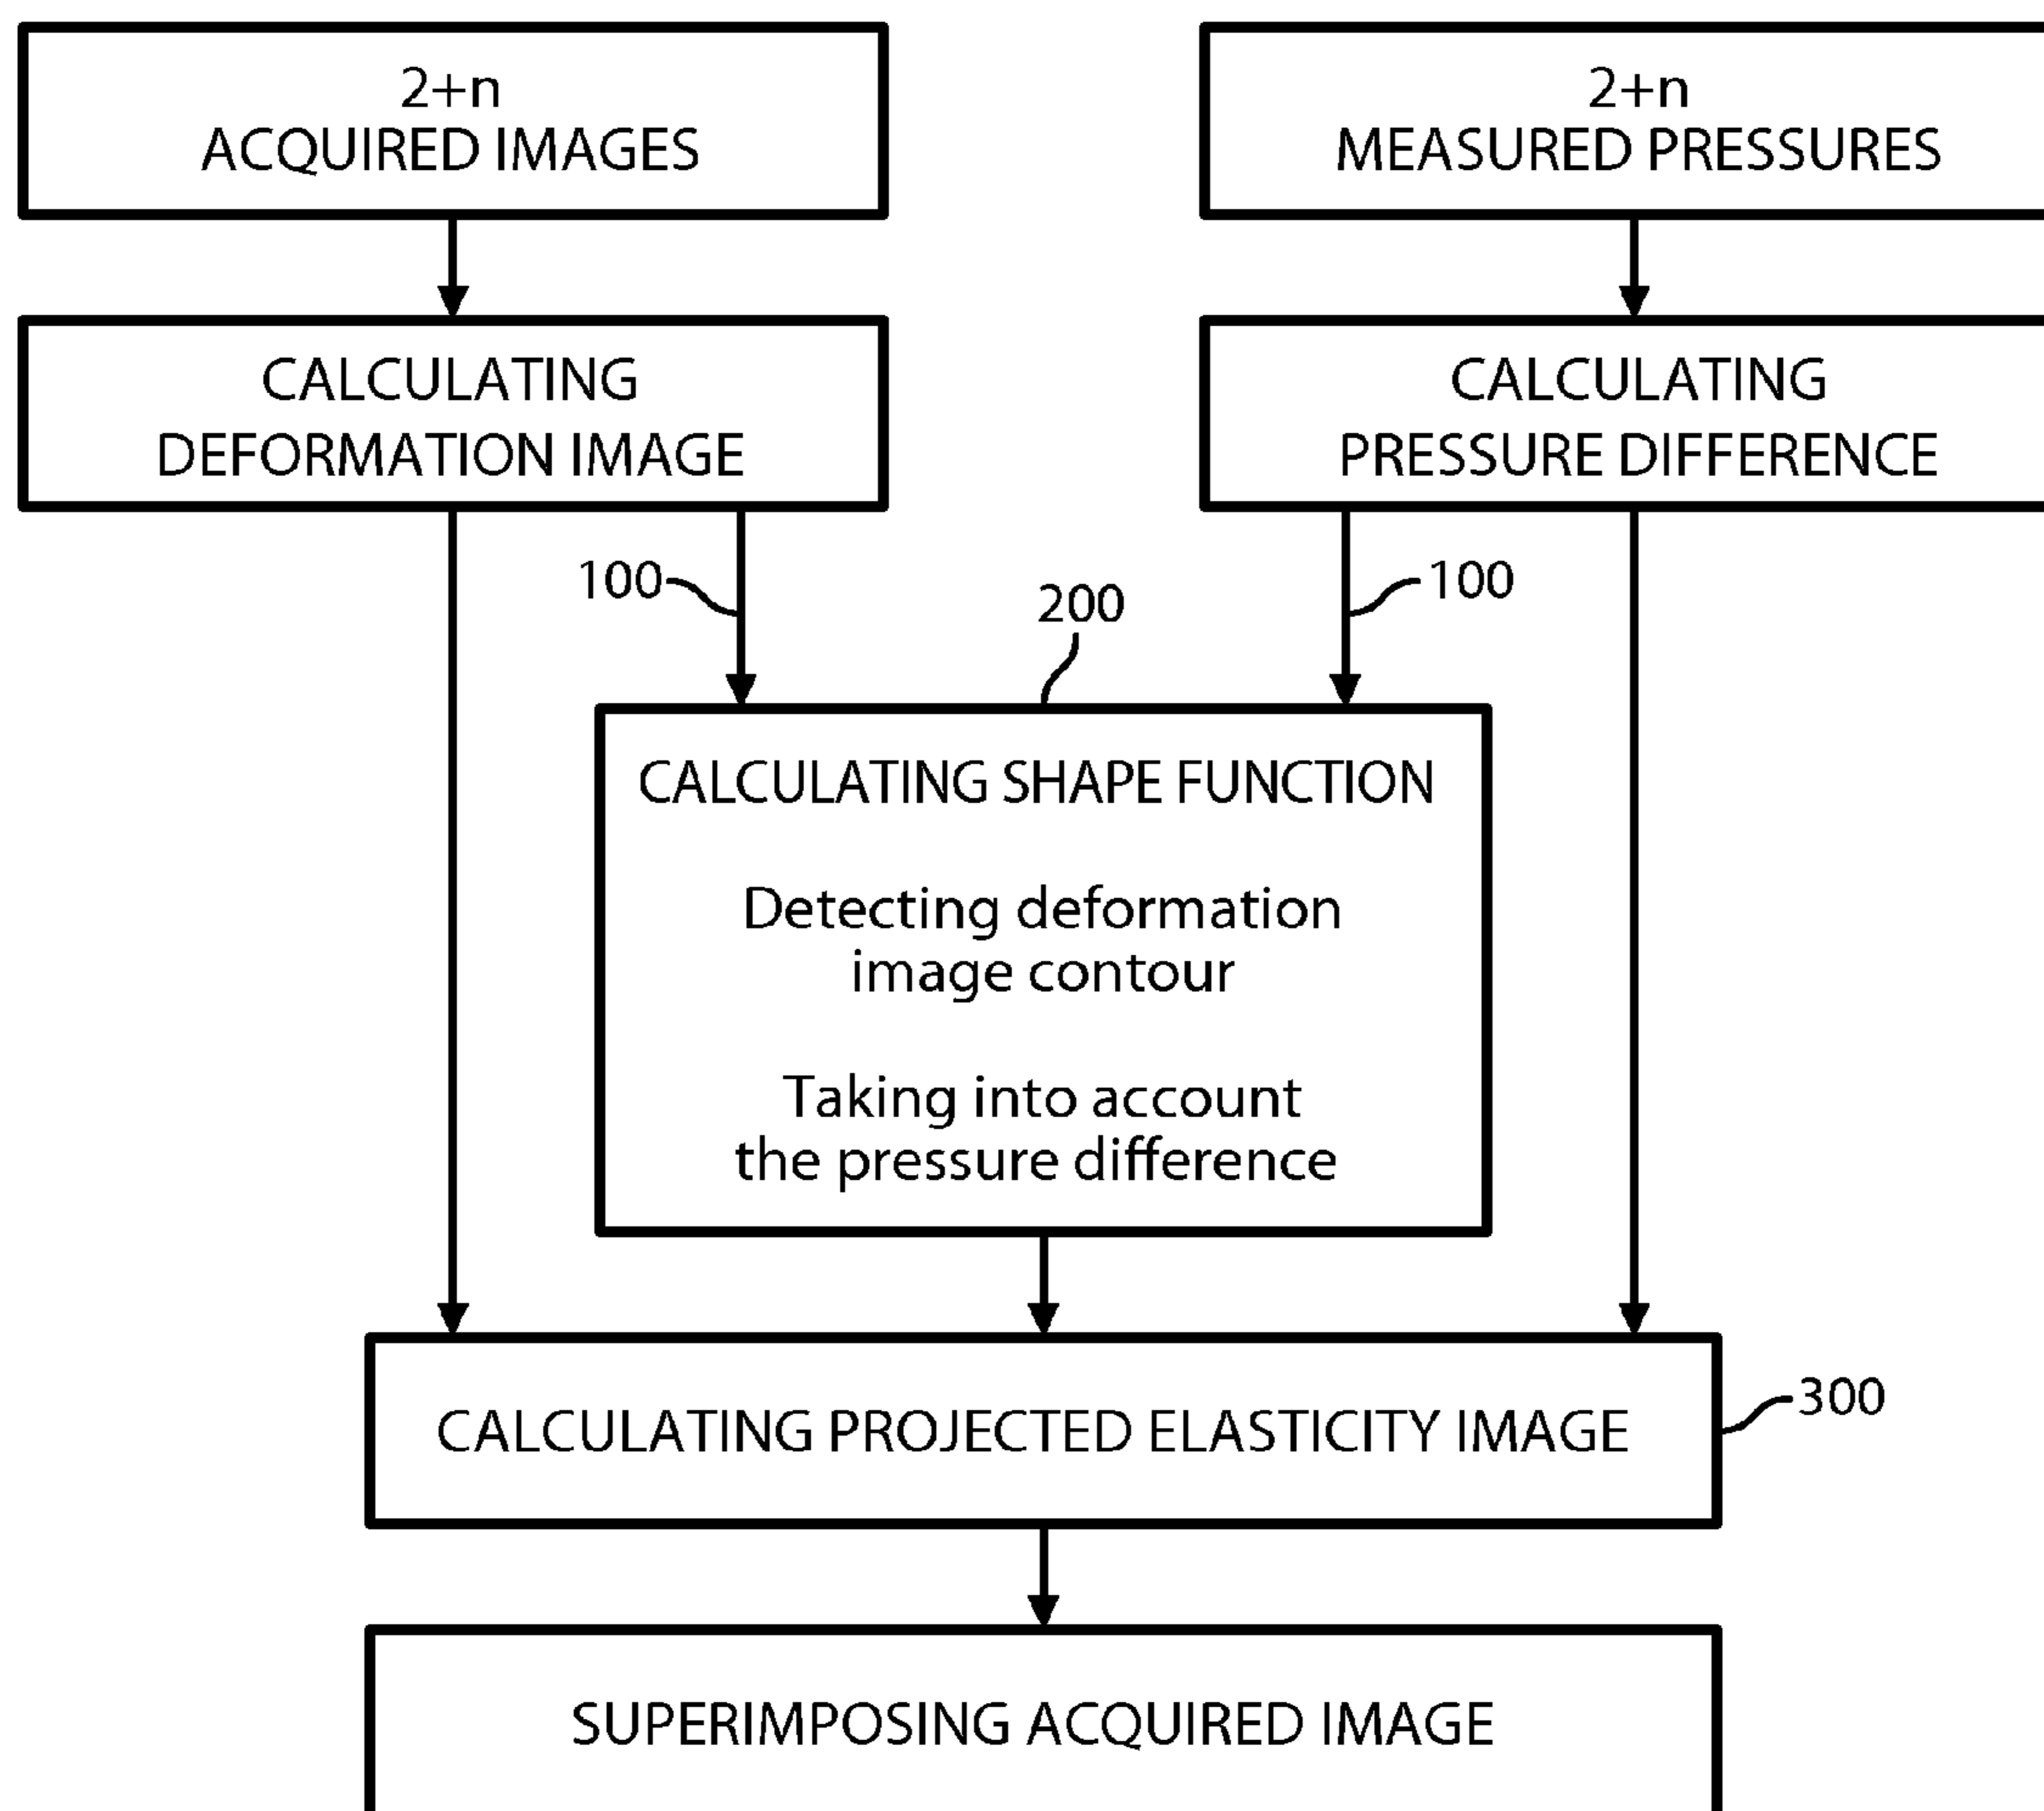 2+n
ACQUIRED IMAGES
2+n
MEASURED PRESSURES
CALCULATING
DEFORMATION IMAGE
CALCULATING
PRESSURE DIFFERENCE
100
200
100
CALCULATING SHAPE FUNCTION
Detecting deformation
image contour
Taking into account
the pressure difference
CALCULATING PROJECTED ELASTICITY IMAGE
300
SUPERIMPOSING ACQUIRED IMAGE